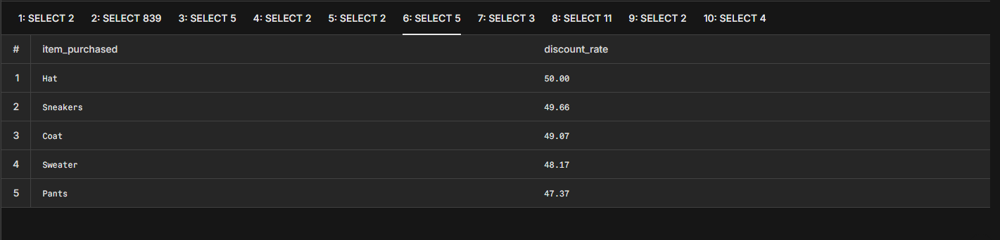 1: SELECT 2 2: SELECT 839 3: SELECT 5 4: SELECT 2 5: SELECT 2 6: SELECT 5 7: SELECT 3 8: SELECT 11 9: SELECT 2 10: SELECT 4
# item_purchased discount_rate
1 Hat 50.00
2 Sneakers 49.66
3 Coat 49.07
4 Sweater 48.17
5 Pants 47.37